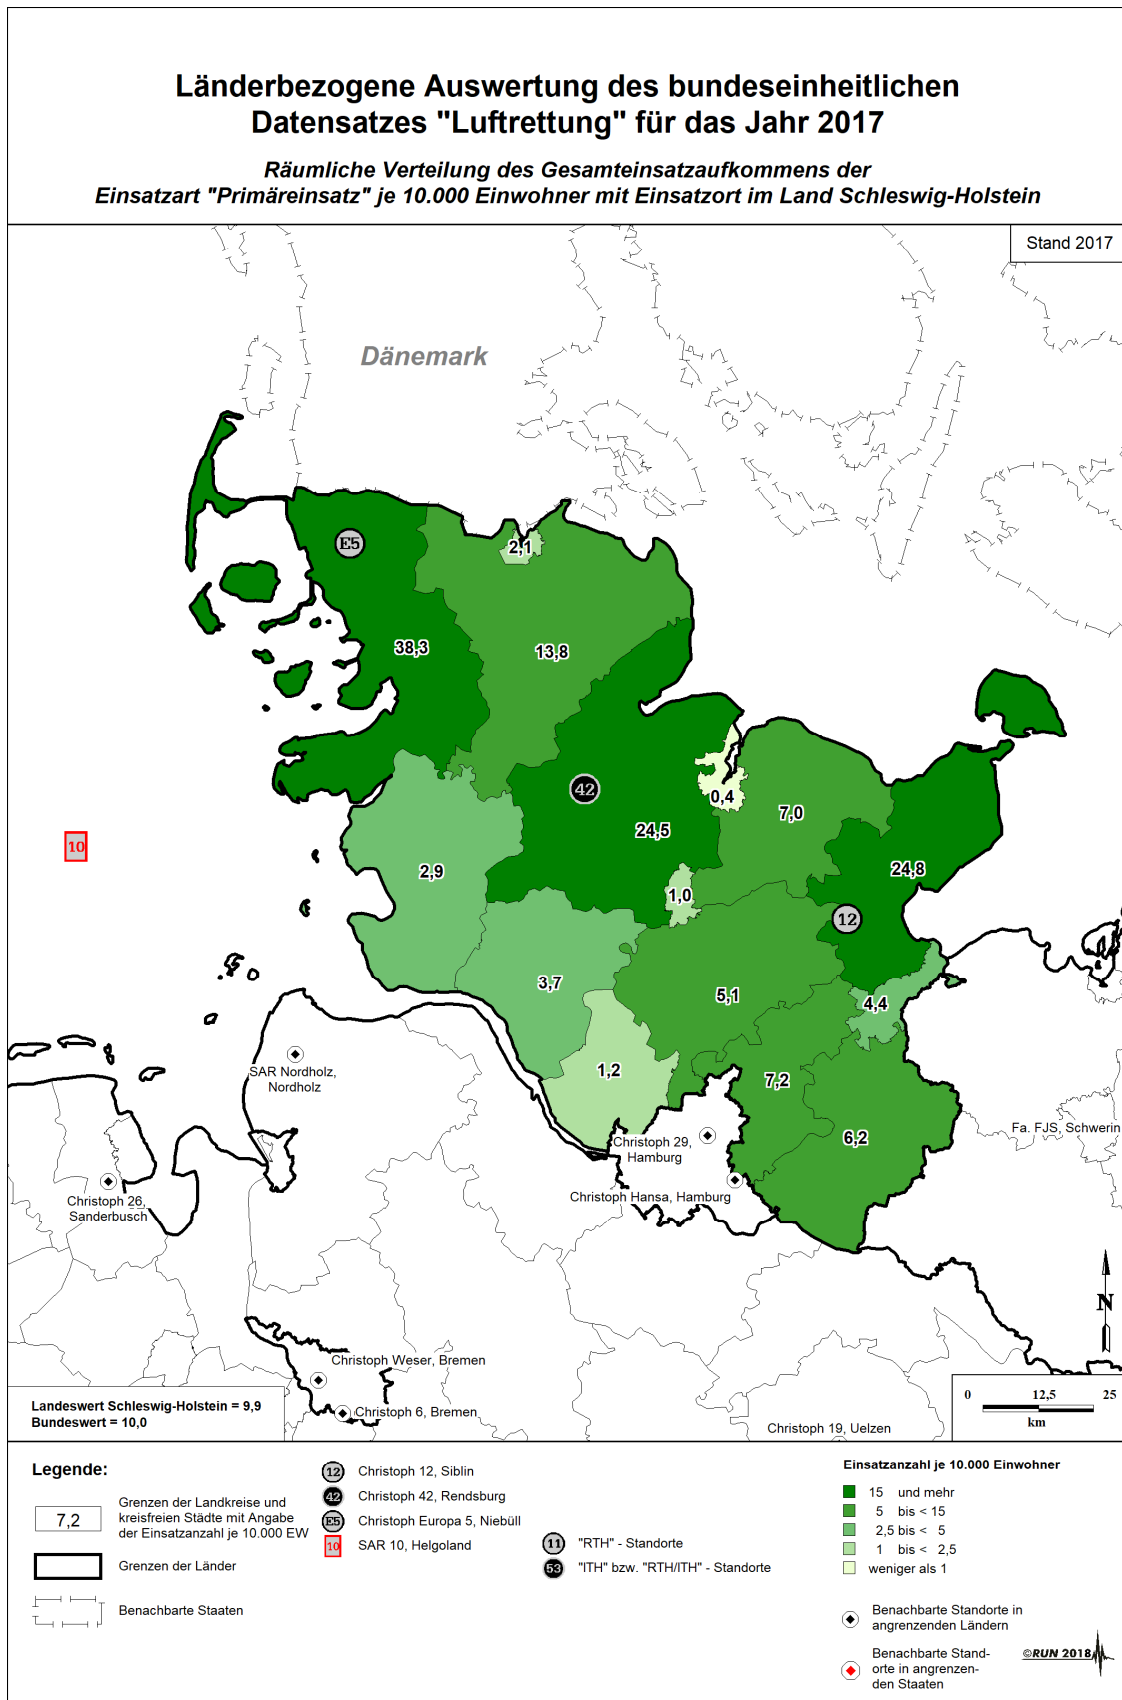 Länderbezogene Auswertung des bundeseinheitlichen
Datensatzes "Luftrettung" für das Jahr 2017
Räumliche Verteilung des Gesamteinsatzaufkommens der
Einsatzart "Primäreinsatz" je 10.000 Einwohner mit Einsatzort im Land Schleswig-Holstein
Stand 2017
Dänemark
E5
2,1
38,3
13,8
42
0,4
7,0
24,5
10
2,9
24,8
1,0
12
3,7
5,1
4,4
SAR Nordholz,
Nordholz
1,2
7,2
6,2
Christoph 29,
Hamburg
Fa. FJS, Schwerin
Christoph 26,
Sanderbusch
Christoph Hansa, Hamburg
N
Christoph Weser, Bremen
Christoph 6, Bremen
Christoph 19, Uelzen
Landeswert Schleswig-Holstein = 9,9
Bundeswert = 10,0
0 12,5 25
km
Legende:
7,2
Grenzen der Landkreise und
kreisfreien Städte mit Angabe
der Einsatzanzahl je 10.000 EW
Grenzen der Länder
Benachbarte Staaten
12 Christoph 12, Siblin
42 Christoph 42, Rendsburg
E5 Christoph Europa 5, Niebüll
10 SAR 10, Helgoland
11 "RTH" - Standorte
53 "ITH" bzw. "RTH/ITH" - Standorte
Einsatzanzahl je 10.000 Einwohner
15 und mehr
5 bis < 15
2,5 bis < 5
1 bis < 2,5
weniger als 1
Benachbarte Standorte in
angrenzenden Ländern
Benachbarte Stand-
orte in angrenzen-
den Staaten
©RUN 2018